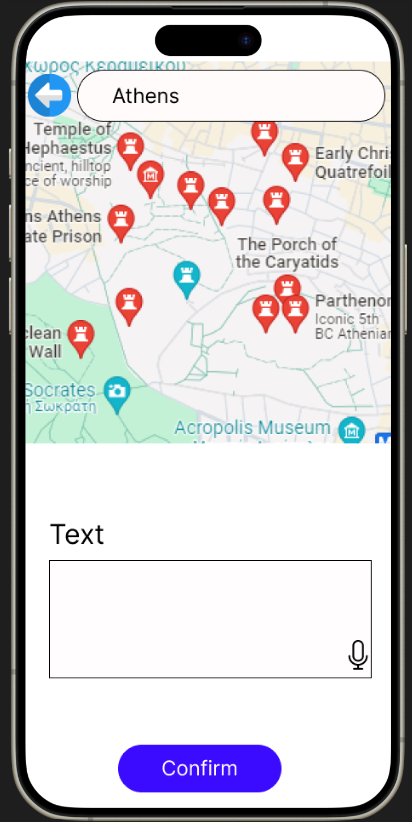 Χώρος Κεραμεικού
Athens
Temple of
Hephaestus
ncient, hilltop
ce of worship
Early Chris
Quatrefoil
ns Athens
ate Prison
The Porch of
the Caryatids
Parthenon
Iconic 5th
BC Athenian
clean
Wall
Socrates
η Σωκράτη
Acropolis Museum
Text
Confirm